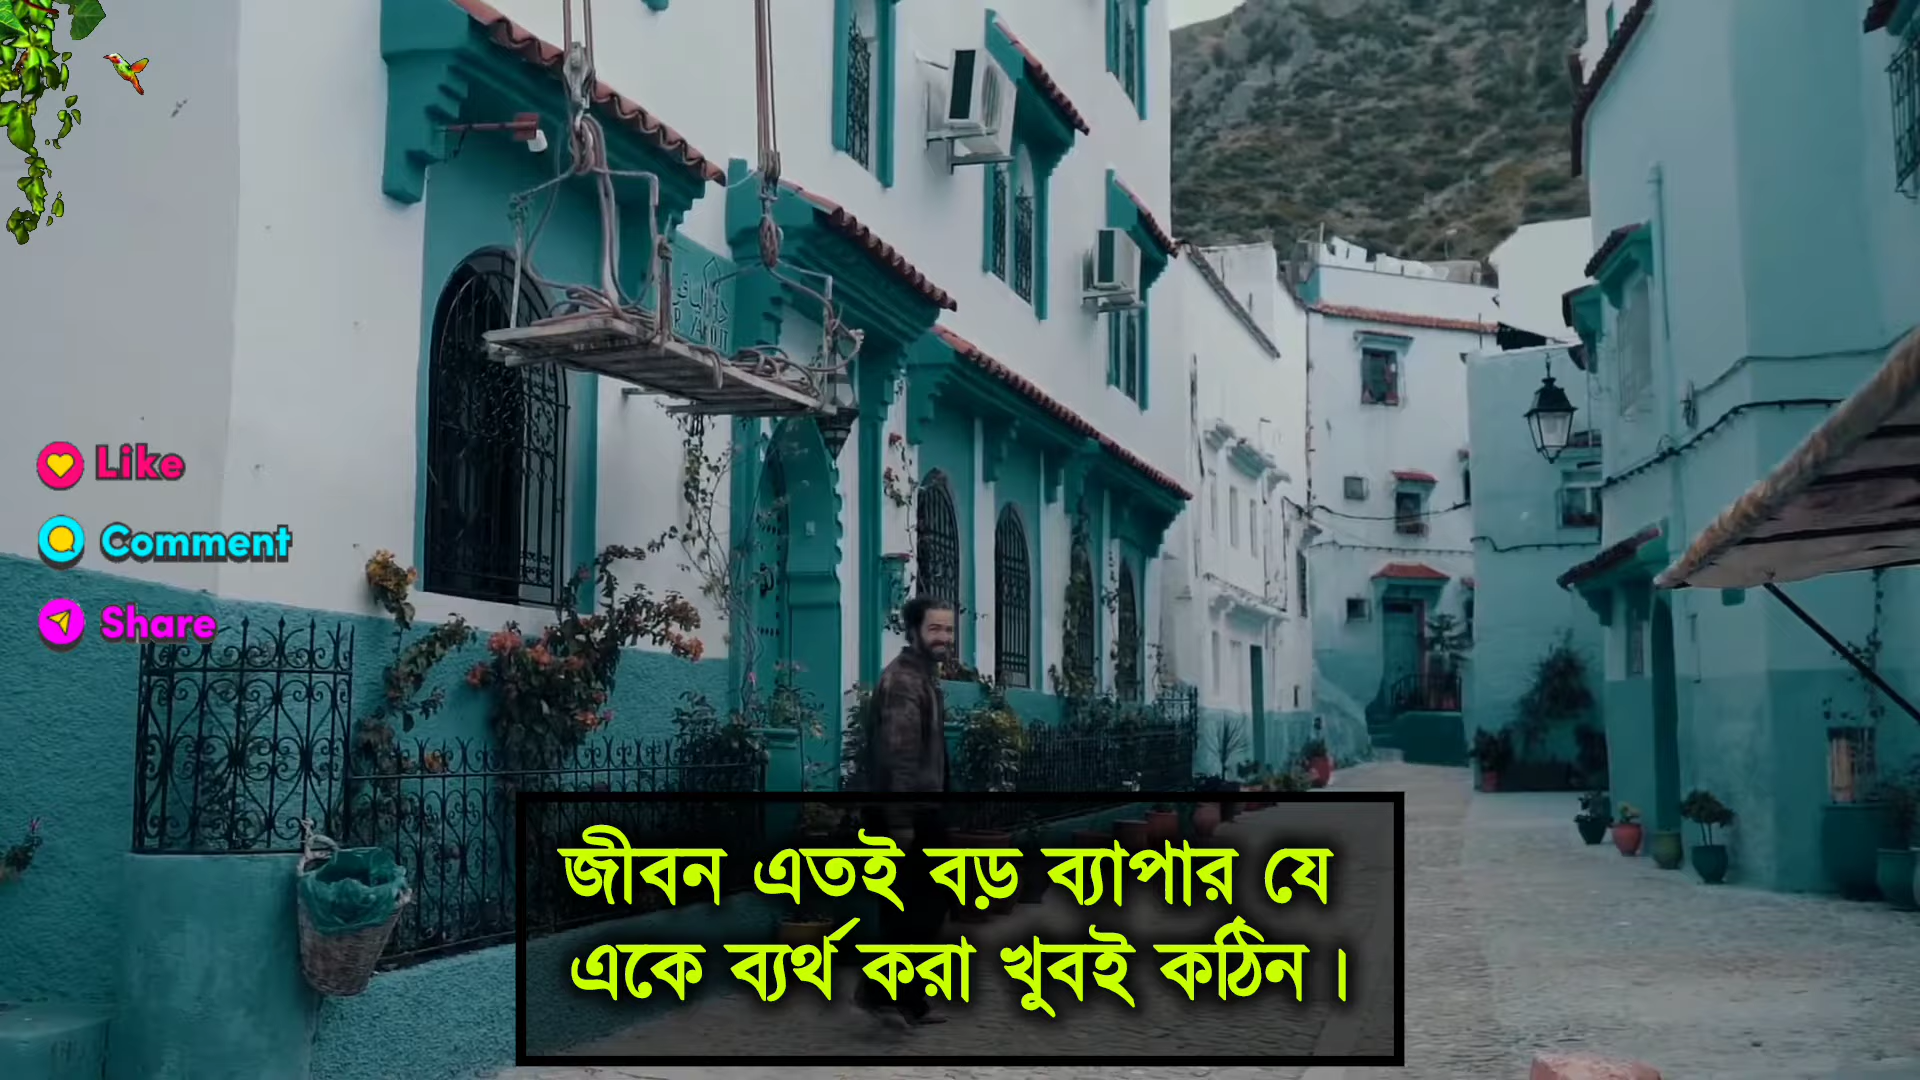 Like
Comment
Share
জীবন এতই বড় ব্যাপার যে
একে ব্যর্থ করা খুবই কঠিন।